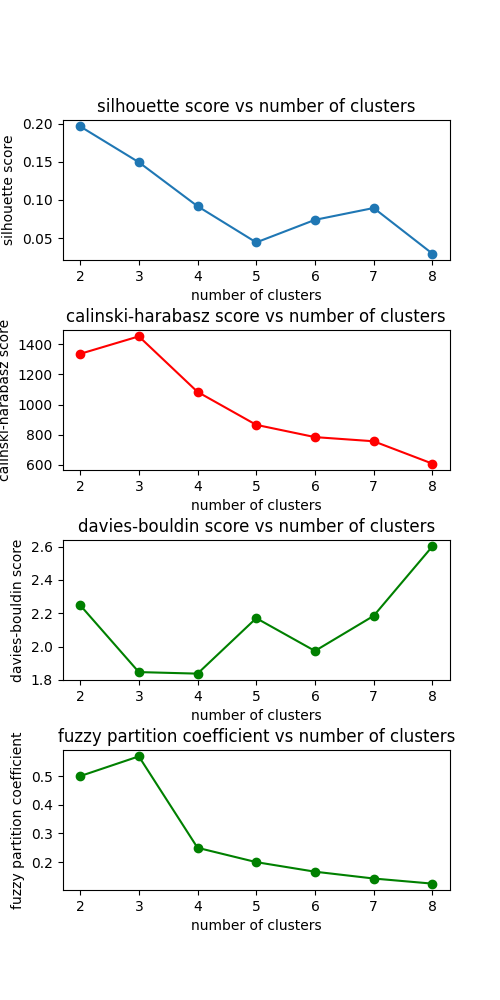 silhouette score vs number of clusters
0.20
0.15
0.10
0.05
silhouette score
2 3 4 5 6 7 8
number of clusters
calinski-harabasz score vs number of clusters
1400
1200
1000
800
600
calinski-harabasz score
2 3 4 5 6 7 8
number of clusters
davies-bouldin score vs number of clusters
2.6
2.4
2.2
2.0
1.8
davies-bouldin score
2 3 4 5 6 7 8
number of clusters
fuzzy partition coefficient vs number of clusters
0.5
0.4
0.3
0.2
fuzzy partition coefficient
2 3 4 5 6 7 8
number of clusters